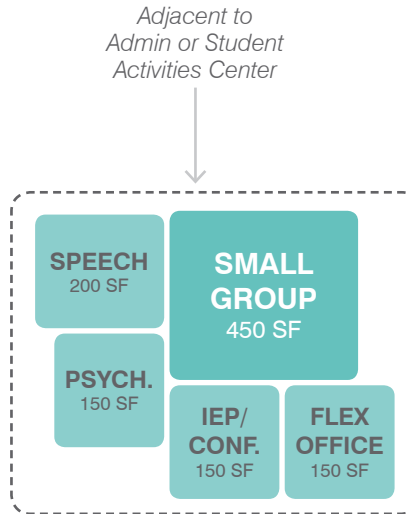 Adjacent to
Admin or Student
Activities Center
SPEECH
200 SF
SMALL
GROUP
450 SF
PSYCH.
150 SF
IEP/
CONF.
150 SF
FLEX
OFFICE
150 SF